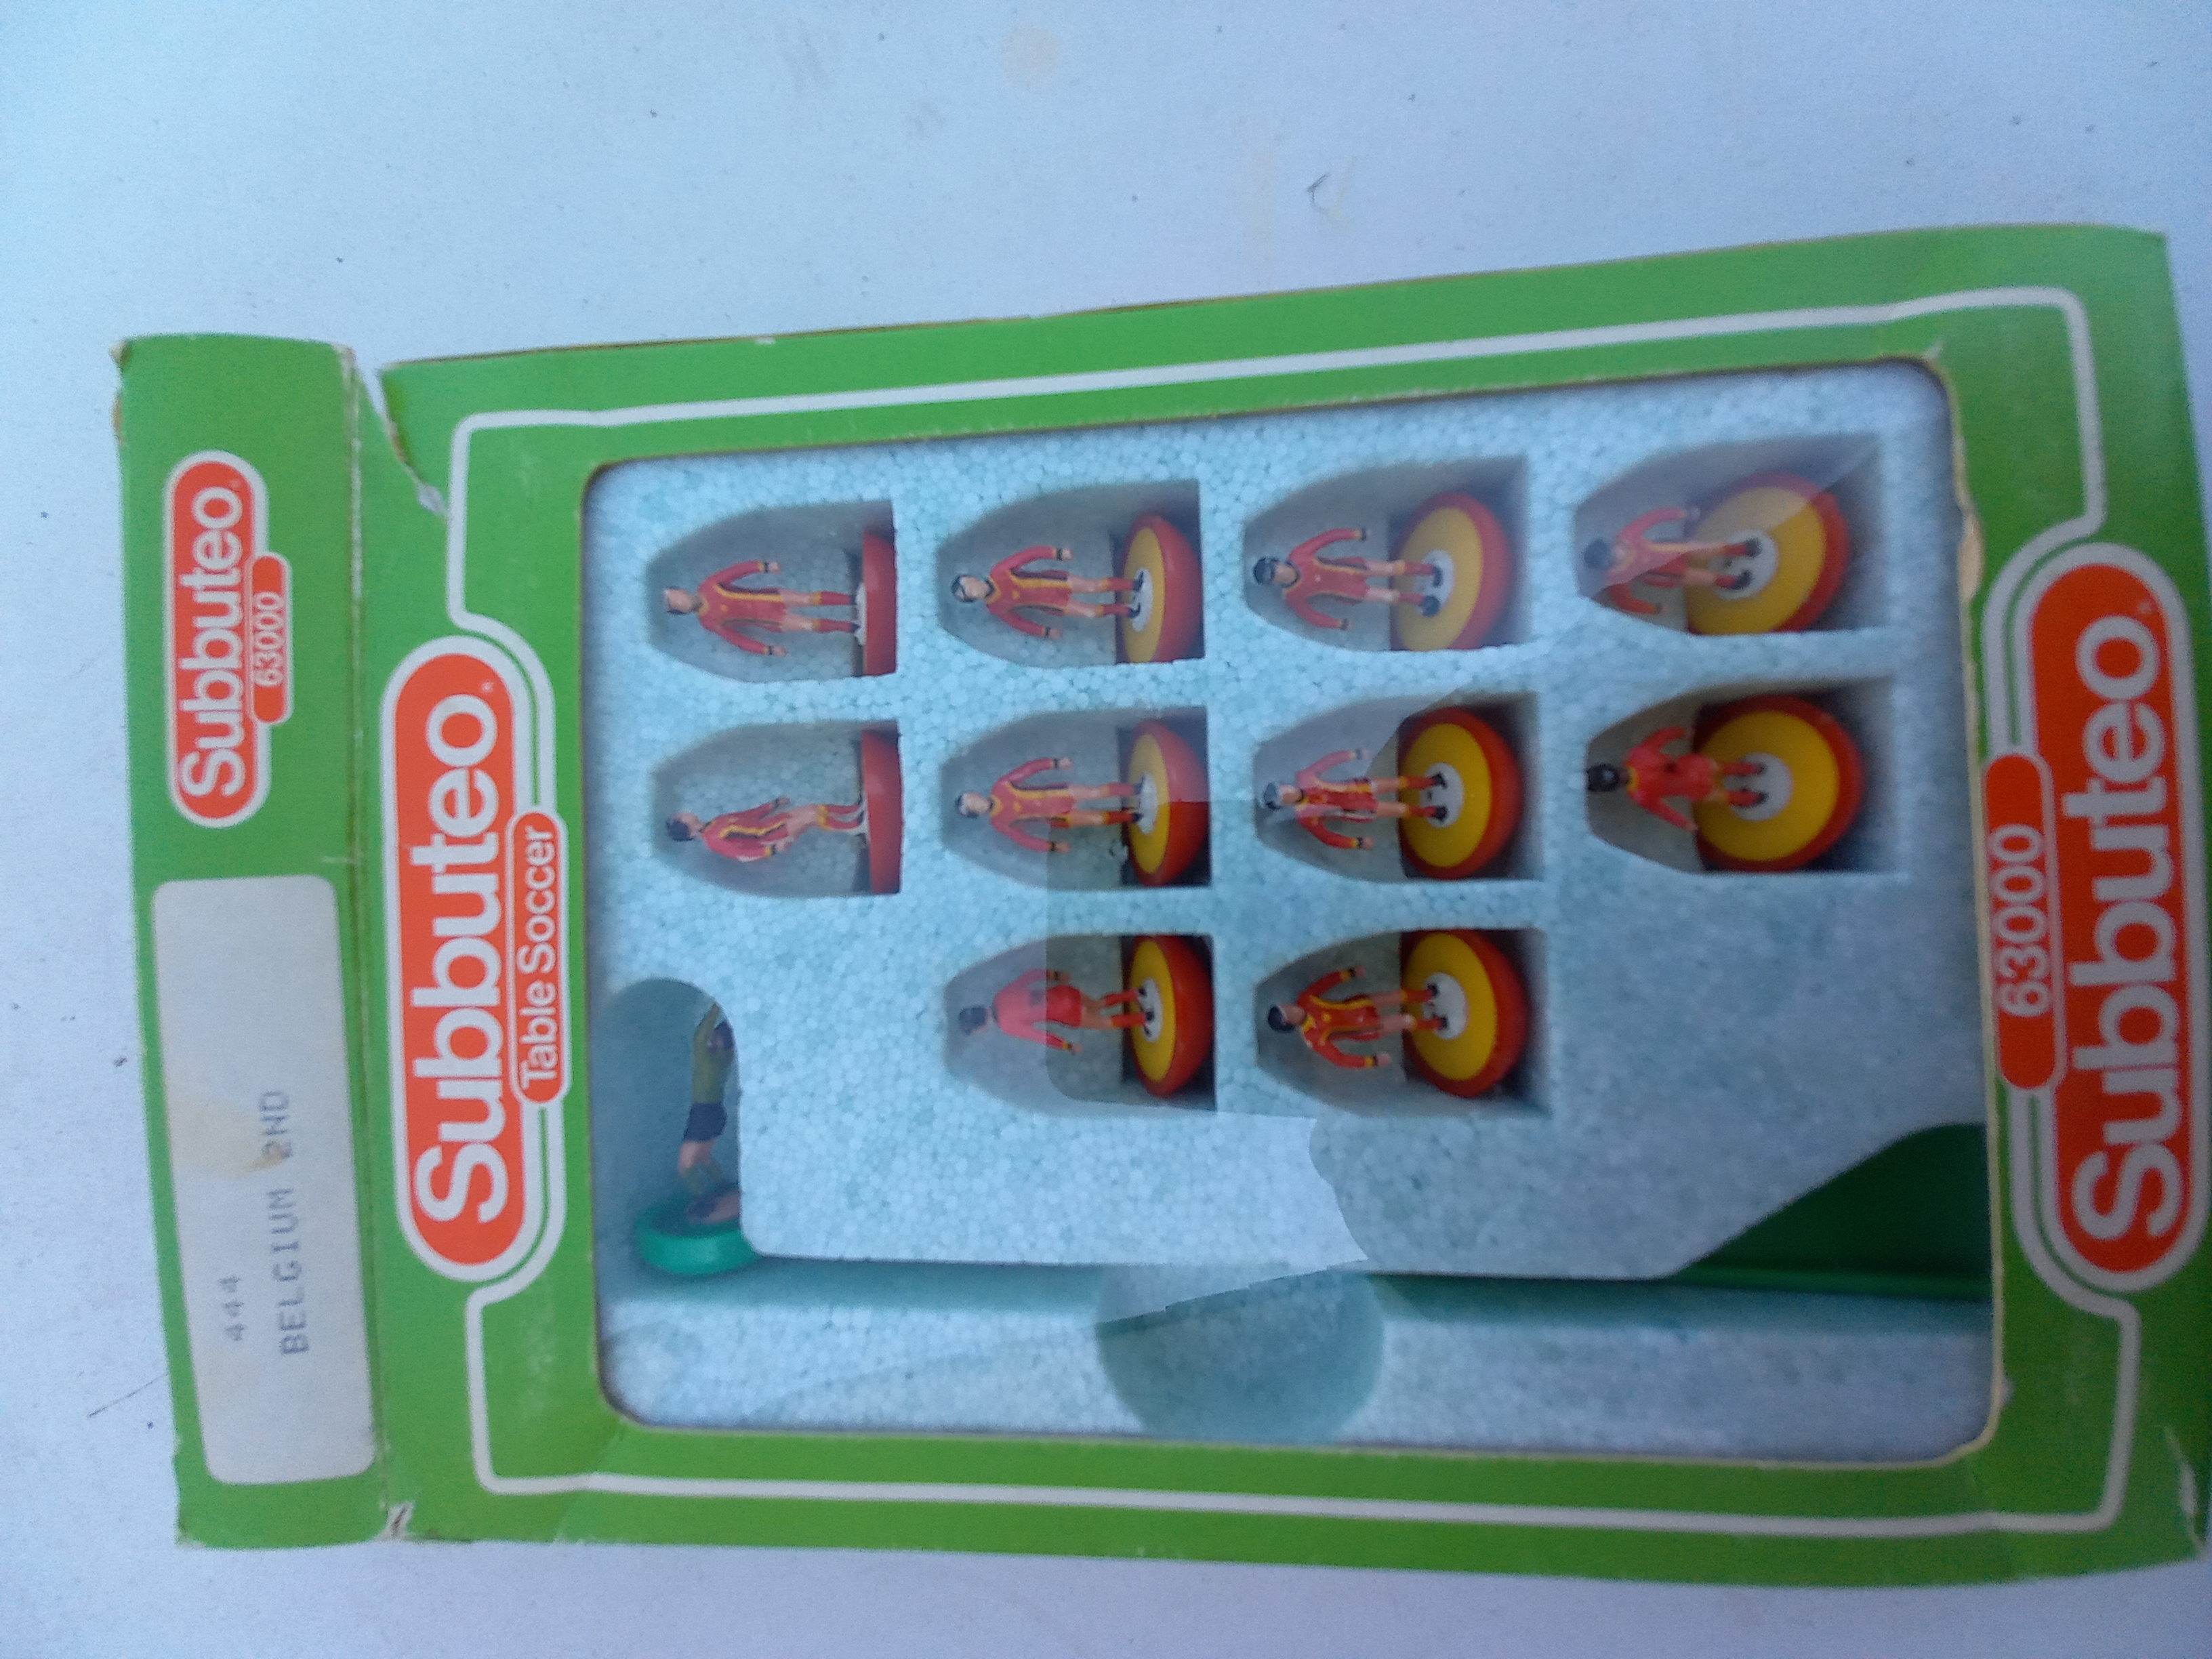 Subbuteo
63000
444
BELGIUM 2ND
Subbuteo
Table Soccer
63000
Subbuteo